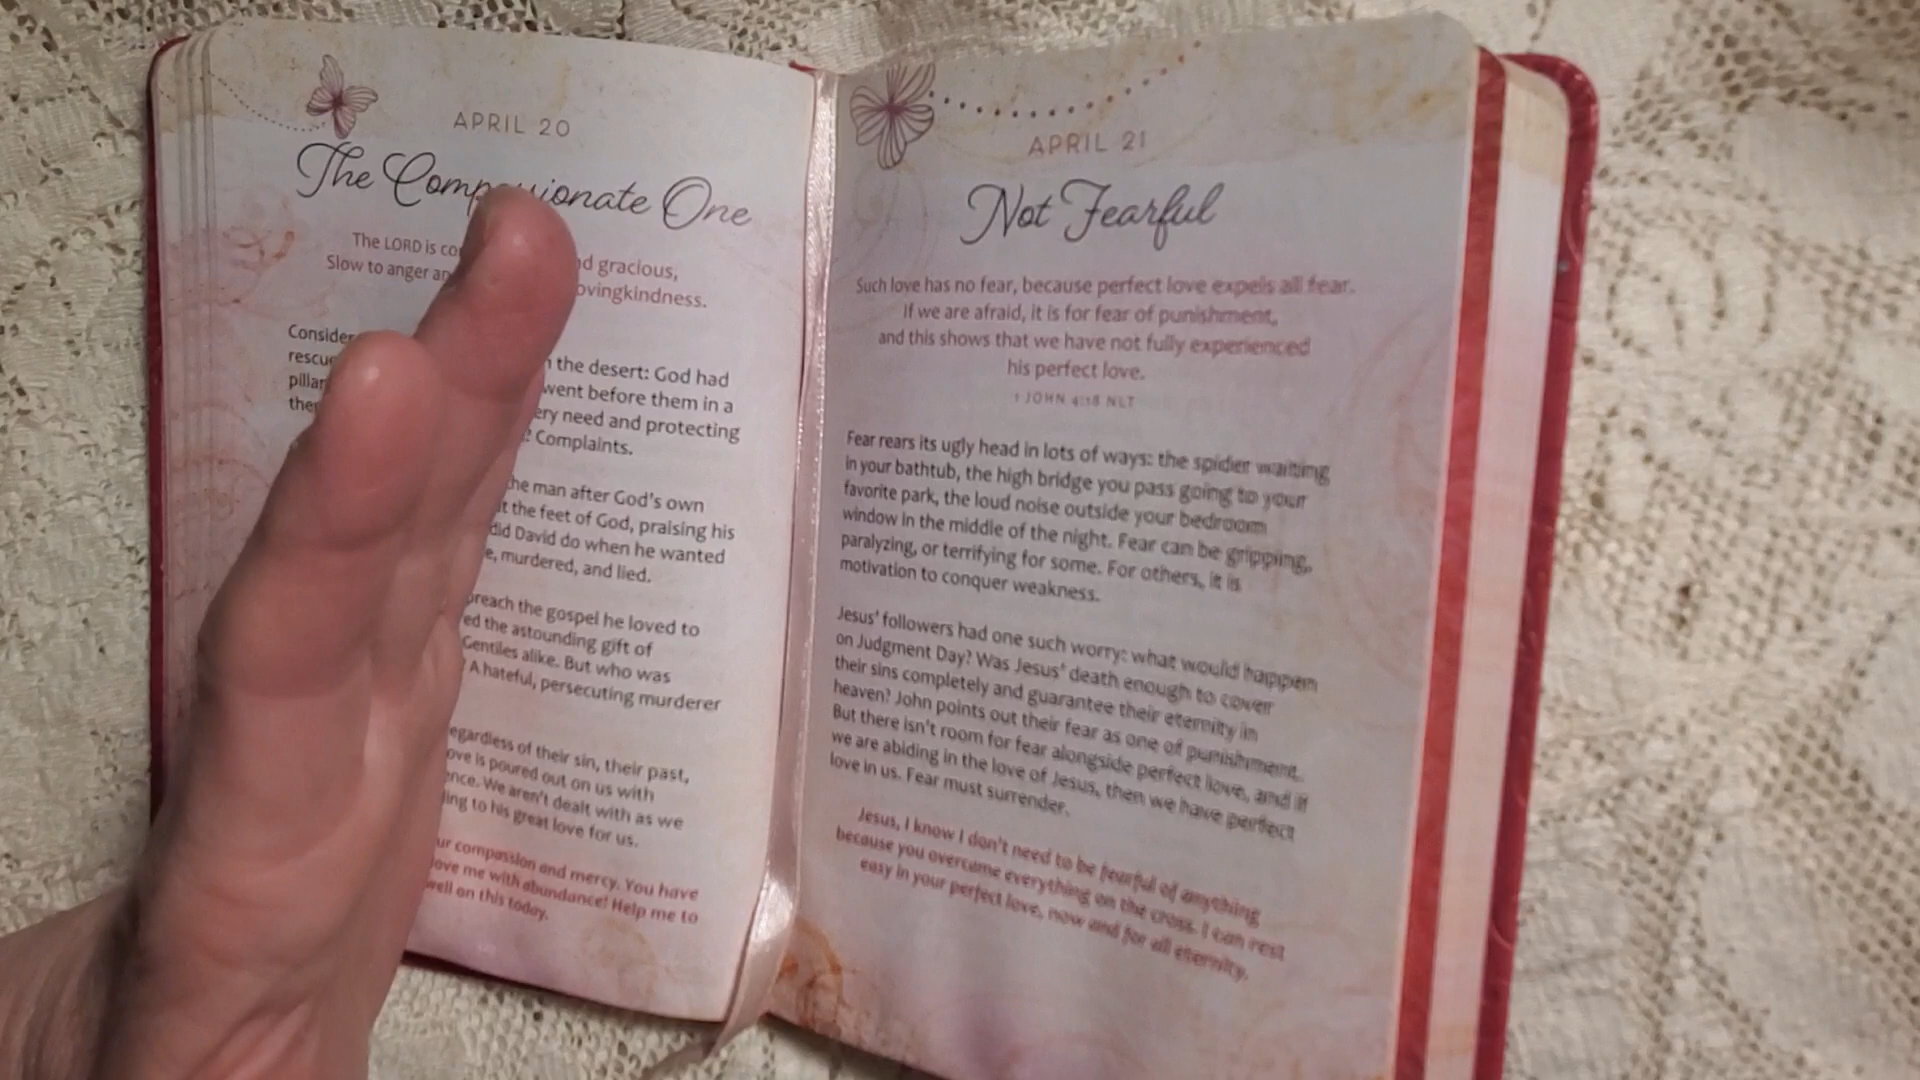 APRIL 20
The Compassionate One
The LORD is co d gracious,
Slow to anger an ovingkindness.
Consider the desert: God had
rescue went before them in a
pillar ery need and protecting
the ? Complaints.
the man after God's own
at the feet of God, praising his
did David do when he wanted
e, murdered, and lied.
preach the gospel he loved to
ed the astounding gift of
Gentiles alike. But who was
A hateful, persecuting murderer
egardless of their sin, their past,
ove is poured out on us with
ence. We aren't dealt with as we
ding to his great love for us.
ur compassion and mercy. You have
love me with abundance! Help me to
well on this today.
APRIL 21
Not Fearful
Such love has no fear, because perfect love expels all fear.
If we are afraid, it is for fear of punishment,
and this shows that we have not fully experienced
his perfect love.
1 JOHN 4:18 NLT
Fear rears its ugly head in lots of ways: the spider waiting
in your bathtub, the high bridge you pass going to your
favorite park, the loud noise outside your bedroom
window in the middle of the night. Fear can be gripping,
paralyzing, or terrifying for some. For others, it is
motivation to conquer weakness.
Jesus' followers had one such worry: what would happen
on Judgment Day? Was Jesus' death enough to cover
their sins completely and guarantee their eternity in
heaven? John points out their fear as one of punishment.
But there isn't room for fear alongside perfect love, and if
we are abiding in the love of Jesus, then we have perfect
love in us. Fear must surrender.
Jesus, I know I don't need to be fearful of anything
because you overcame everything on the cross. I can rest
easy in your perfect love, now and for all eternity.